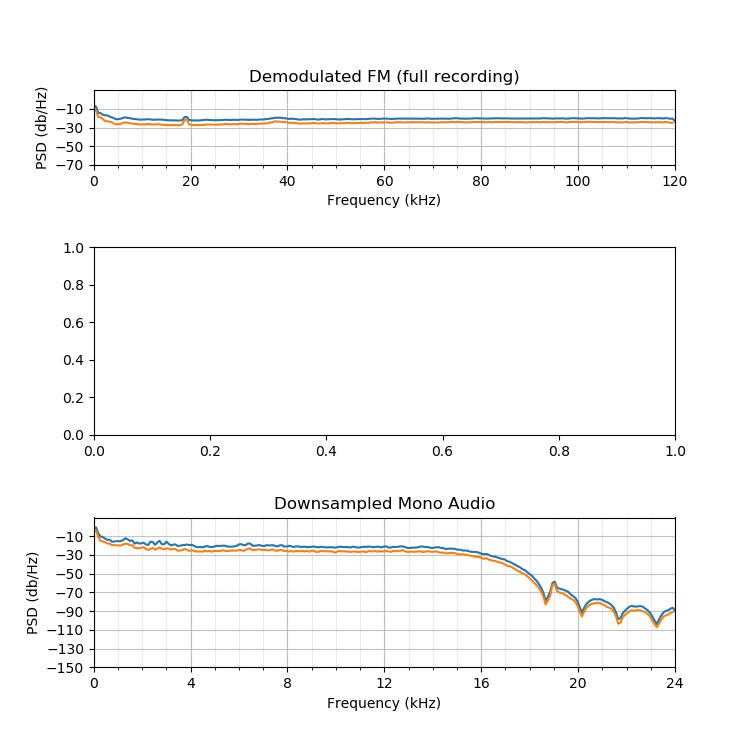 Demodulated FM (full recording)
PSD (db/Hz)
−10
−30
−50
−70
0 20 40 60 80 100 120
Frequency (kHz)
1.0
0.8
0.6
0.4
0.2
0.0
0.0 0.2 0.4 0.6 0.8 1.0
Downsampled Mono Audio
PSD (db/Hz)
−10
−30
−50
−70
−90
−110
−130
−150
0 4 8 12 16 20 24
Frequency (kHz)